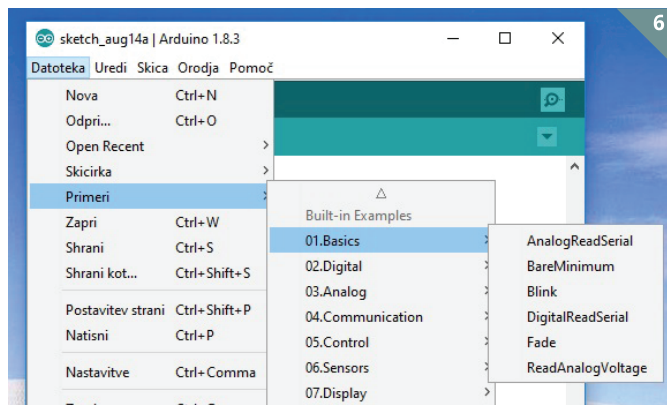 6
sketch_aug14a | Arduino 1.8.3
Datoteka Uredi Skica Orodja Pomoč
Nova Ctrl+N
Odpri... Ctrl+O
Open Recent
Skicirka
Primeri
Zapri Ctrl+W
Shrani Ctrl+S
Shrani kot... Ctrl+Shift+S
Postavitev strani Ctrl+Shift+P
Natisni Ctrl+P
Nastavitve Ctrl+Comma
Built-in Examples
01.Basics
02.Digital
03.Analog
04.Communication
05.Control
06.Sensors
07.Display
AnalogReadSerial
BareMinimum
Blink
DigitalReadSerial
Fade
ReadAnalogVoltage